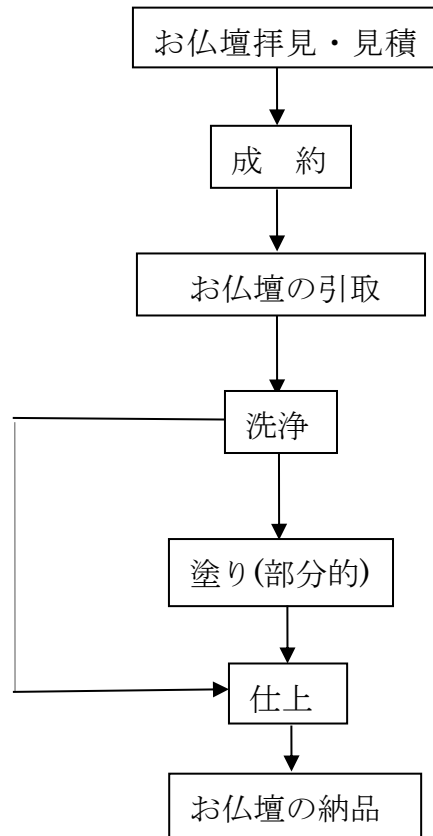 お仏壇拝見・見積
成　約
お仏壇の引取
洗浄
塗り(部分的)
仕上
お仏壇の納品